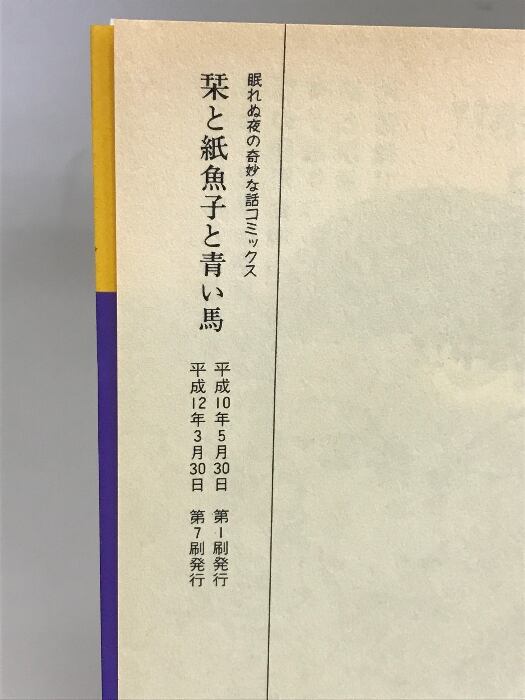 眠れぬ夜の奇妙な話コミックス
栞と紙魚子と青い馬
平成10年5月30日 第1刷発行
平成12年3月30日 第7刷発行